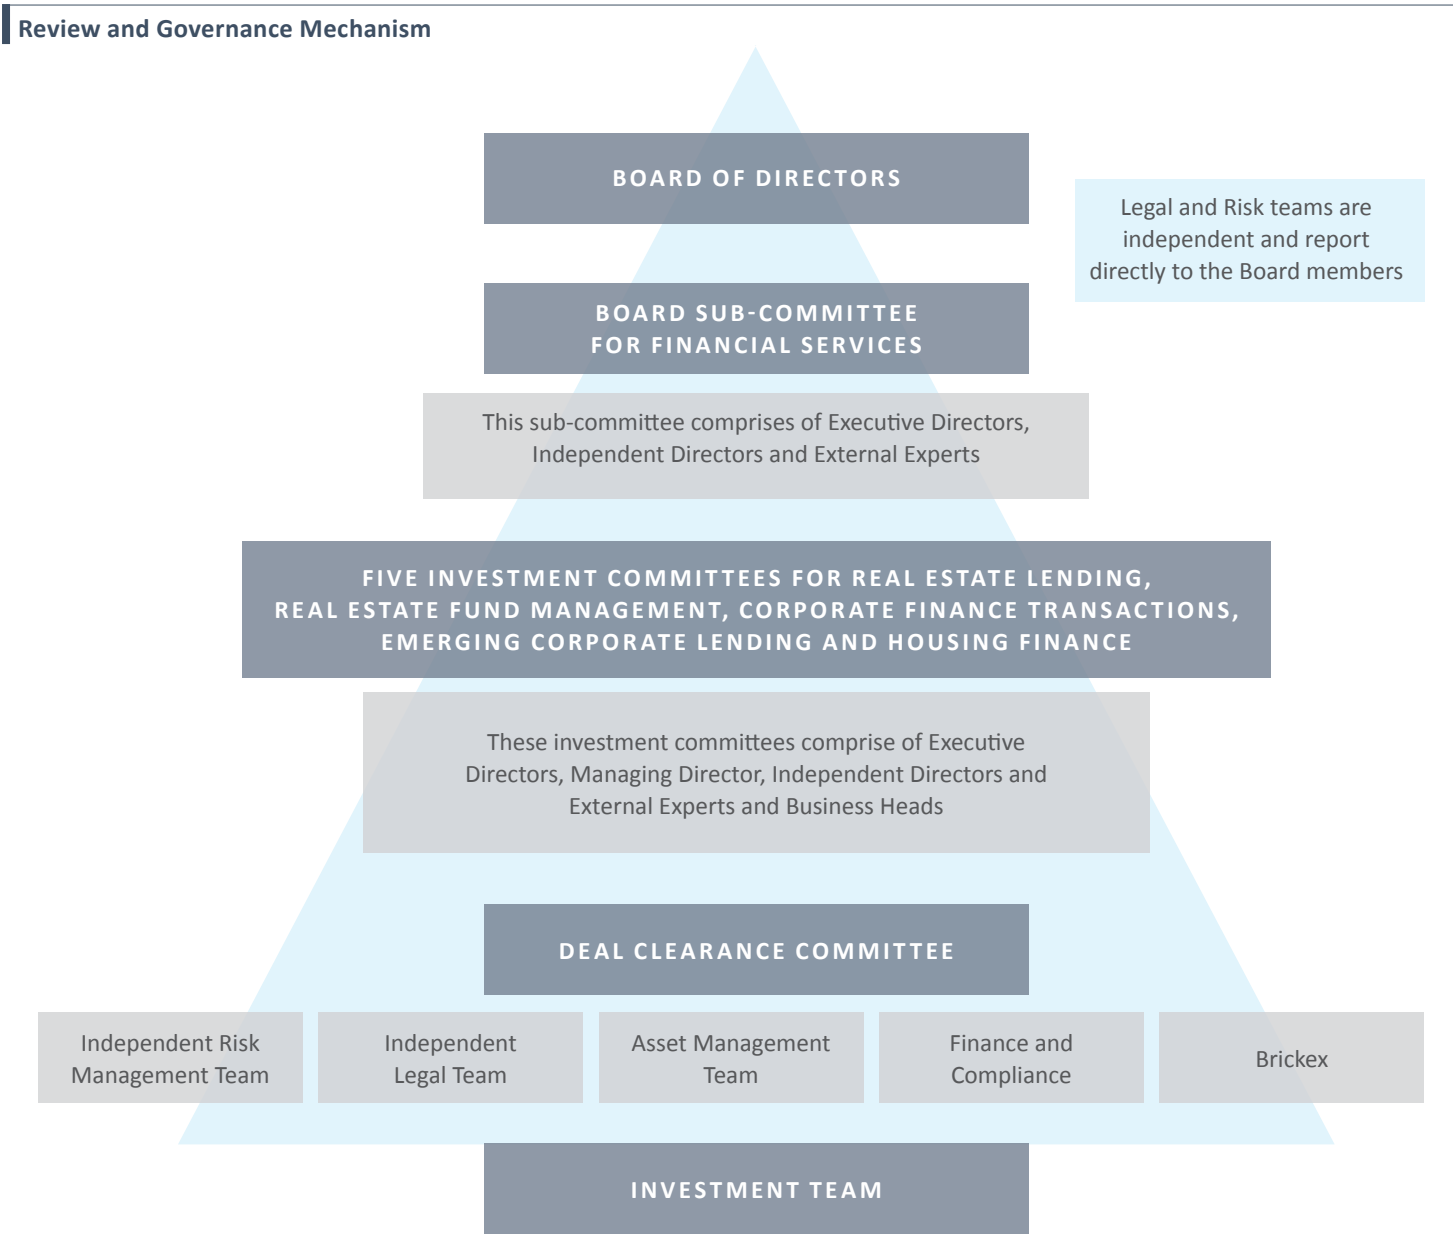 Review and Governance Mechanism
BOARD OF DIRECTORS
Legal and Risk teams are
independent and report
directly to the Board members
BOARD SUB-COMMITTEE
FOR FINANCIAL SERVICES
This sub-committee comprises of Executive Directors,
Independent Directors and External Experts
FIVE INVESTMENT COMMITTEES FOR REAL ESTATE LENDING,
REAL ESTATE FUND MANAGEMENT, CORPORATE FINANCE TRANSACTIONS,
EMERGING CORPORATE LENDING AND HOUSING FINANCE
These investment committees comprise of Executive
Directors, Managing Director, Independent Directors and
External Experts and Business Heads
DEAL CLEARANCE COMMITTEE
Independent Risk
Management Team
Independent
Legal Team
Asset Management
Team
Finance and
Compliance
Brickex
INVESTMENT TEAM